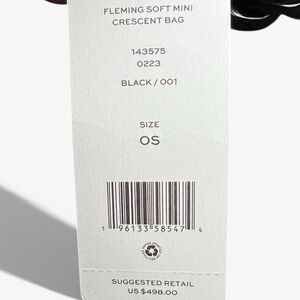 FLEMING SOFT MINI
CRESCENT BAG
143575
0223
BLACK / 001
SIZE
OS
1 96133 58547 4
SUGGESTED RETAIL
US $498.00